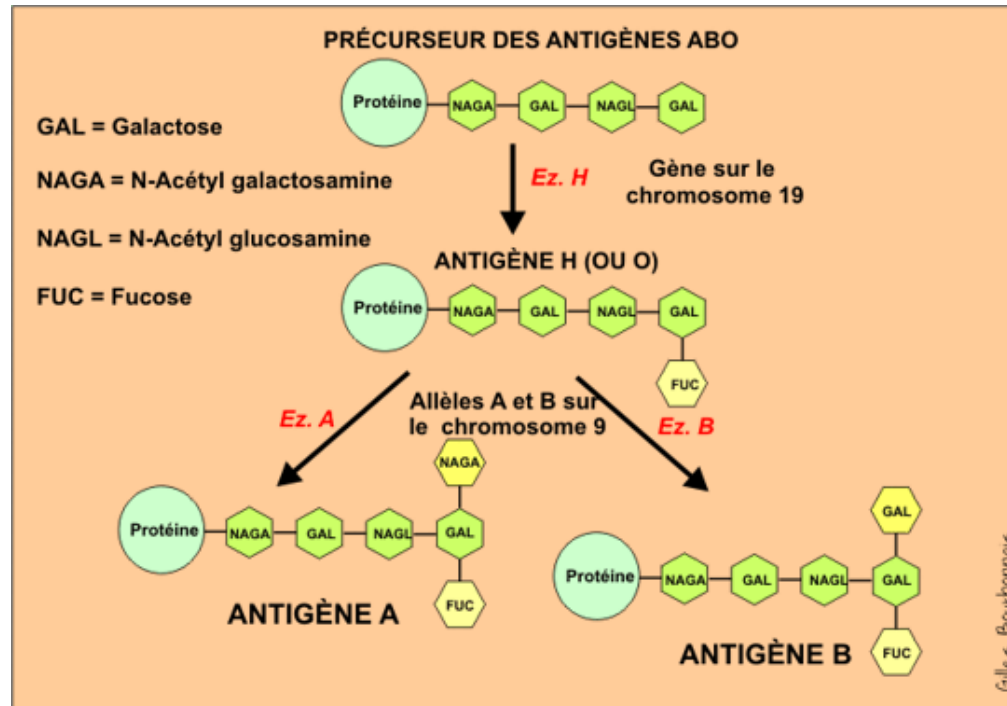 PRÉCURSEUR DES ANTIGÈNES ABO
Protéine NAGA GAL NAGL GAL
GAL = Galactose
NAGA = N-Acétyl galactosamine
NAGL = N-Acétyl glucosamine
FUC = Fucose
Ez. H
Gène sur le
chromosome 19
ANTIGÈNE H (OU O)
Protéine NAGA GAL NAGL GAL
FUC
Ez. A
Allèles A et B sur
le chromosome 9
Ez. B
NAGA
Protéine NAGA GAL NAGL GAL
FUC
ANTIGÈNE A
GAL
Protéine NAGA GAL NAGL GAL
FUC
ANTIGÈNE B
Gilles Bourbonnais